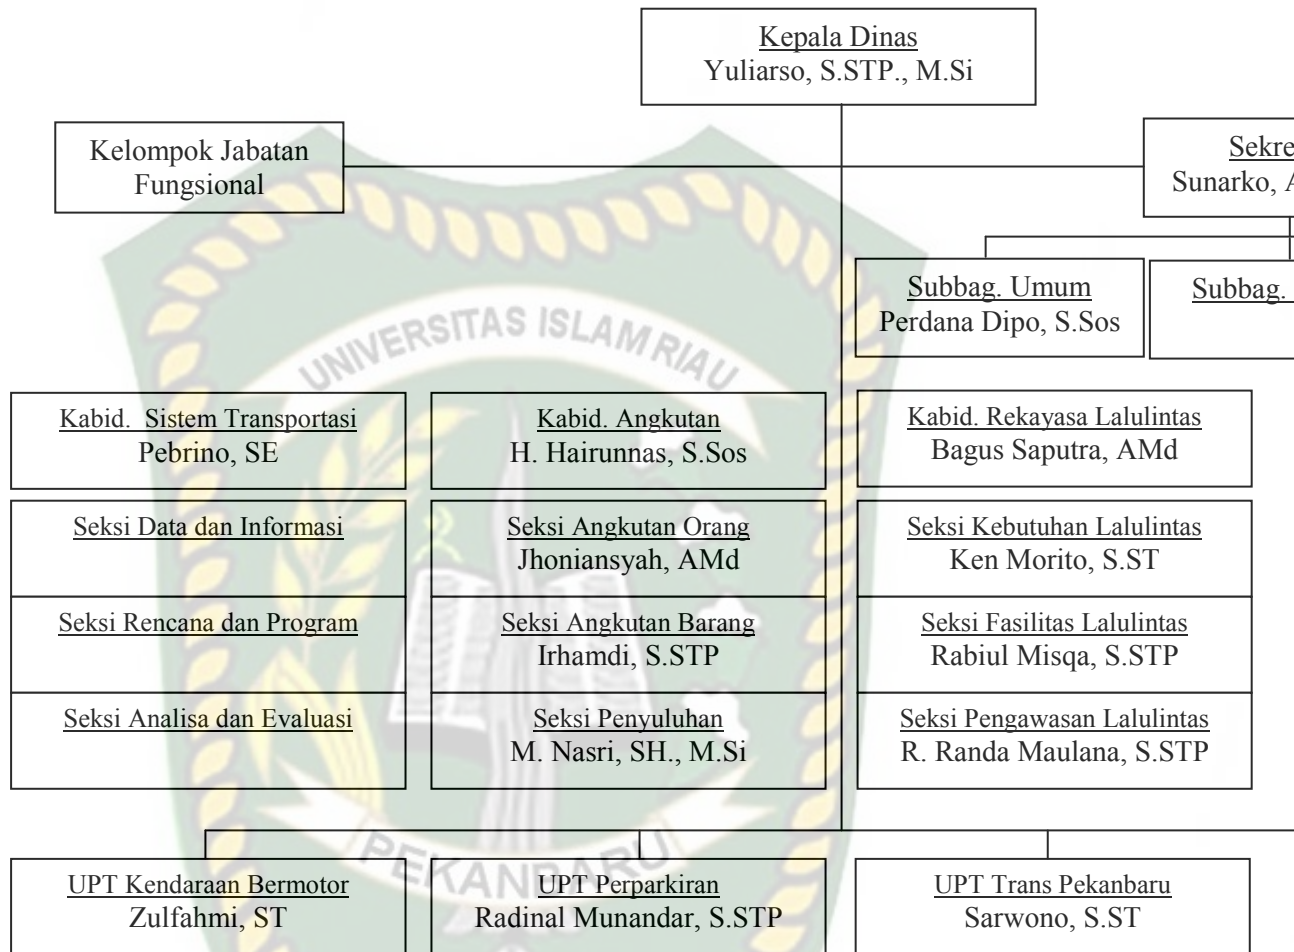 Kepala Dinas
Yuliarso, S.STP., M.Si
Kelompok Jabatan
Fungsional
Sekre
Sunarko, A
Subbag. Umum
Perdana Dipo, S.Sos
Subbag.
UNIVERSITAS ISLAM RIAU
Kabid. Sistem Transportasi
Pebrino, SE
Kabid. Angkutan
H. Hairunnas, S.Sos
Kabid. Rekayasa Lalulintas
Bagus Saputra, AMd
Seksi Data dan Informasi
Seksi Angkutan Orang
Jhoniansyah, AMd
Seksi Kebutuhan Lalulintas
Ken Morito, S.ST
Seksi Rencana dan Program
Seksi Angkutan Barang
Irhamdi, S.STP
Seksi Fasilitas Lalulintas
Rabiul Misqa, S.STP
Seksi Analisa dan Evaluasi
Seksi Penyuluhan
M. Nasri, SH., M.Si
Seksi Pengawasan Lalulintas
R. Randa Maulana, S.STP
PEKANBARU
UPT Kendaraan Bermotor
Zulfahmi, ST
UPT Perparkiran
Radinal Munandar, S.STP
UPT Trans Pekanbaru
Sarwono, S.ST